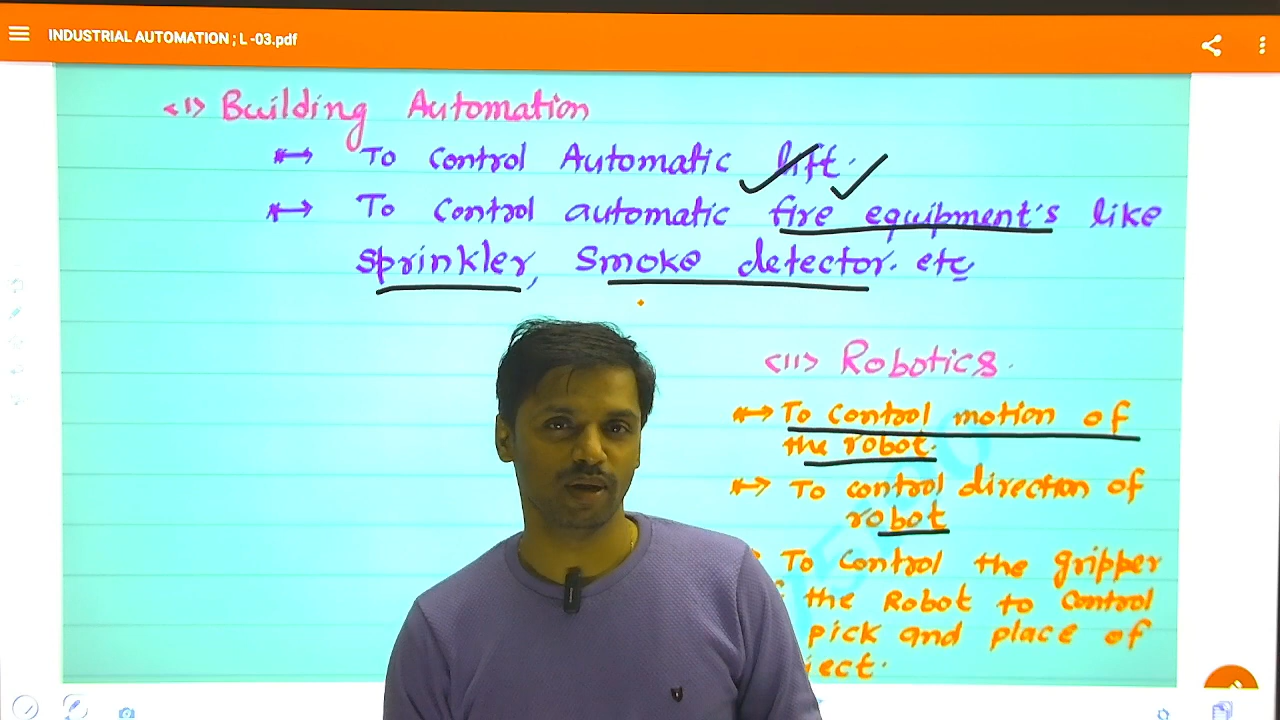 INDUSTRIAL AUTOMATION ; L -03.pdf
<1> Building Automation
To control Automatic lift.
To control automatic fire equipment's like
sprinkler, smoke detector. etc
<11> Robotics.
To control motion of
the robot.
To control direction of
robot
To control the gripper
the Robot to control
pick and place of